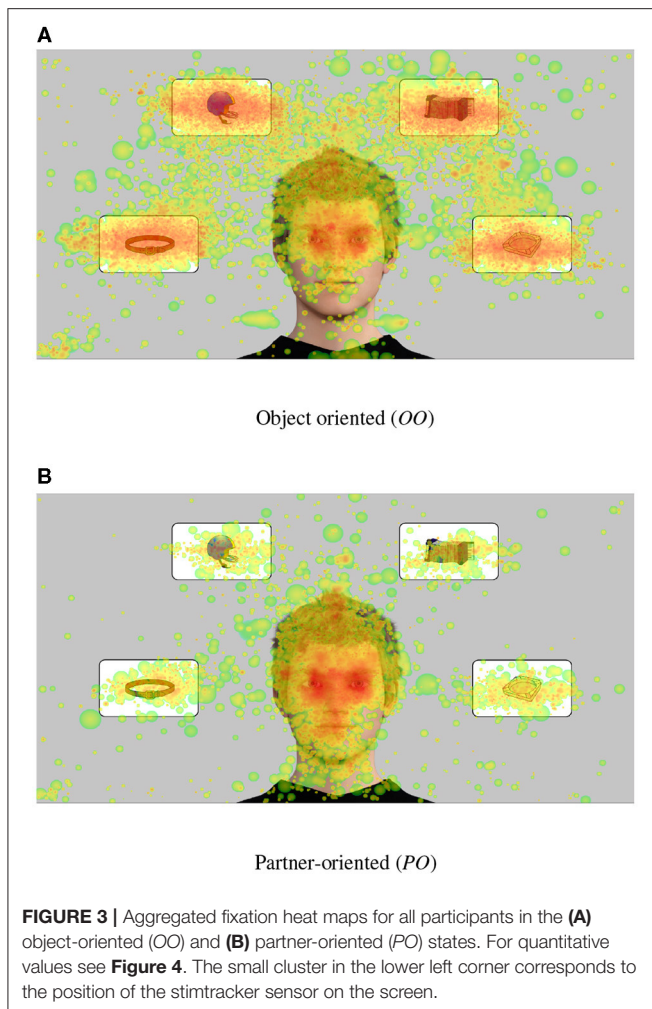 A
Object oriented (OO)
B
Partner-oriented (PO)
FIGURE 3 | Aggregated fixation heat maps for all participants in the (A)
object-oriented (OO) and (B) partner-oriented (PO) states. For quantitative
values see Figure 4. The small cluster in the lower left corner corresponds to
the position of the stimtracker sensor on the screen.